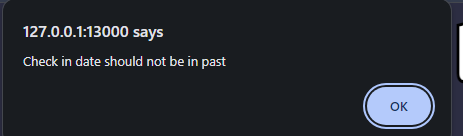 127.0.0.1:13000 says
Check in date should not be in past
OK